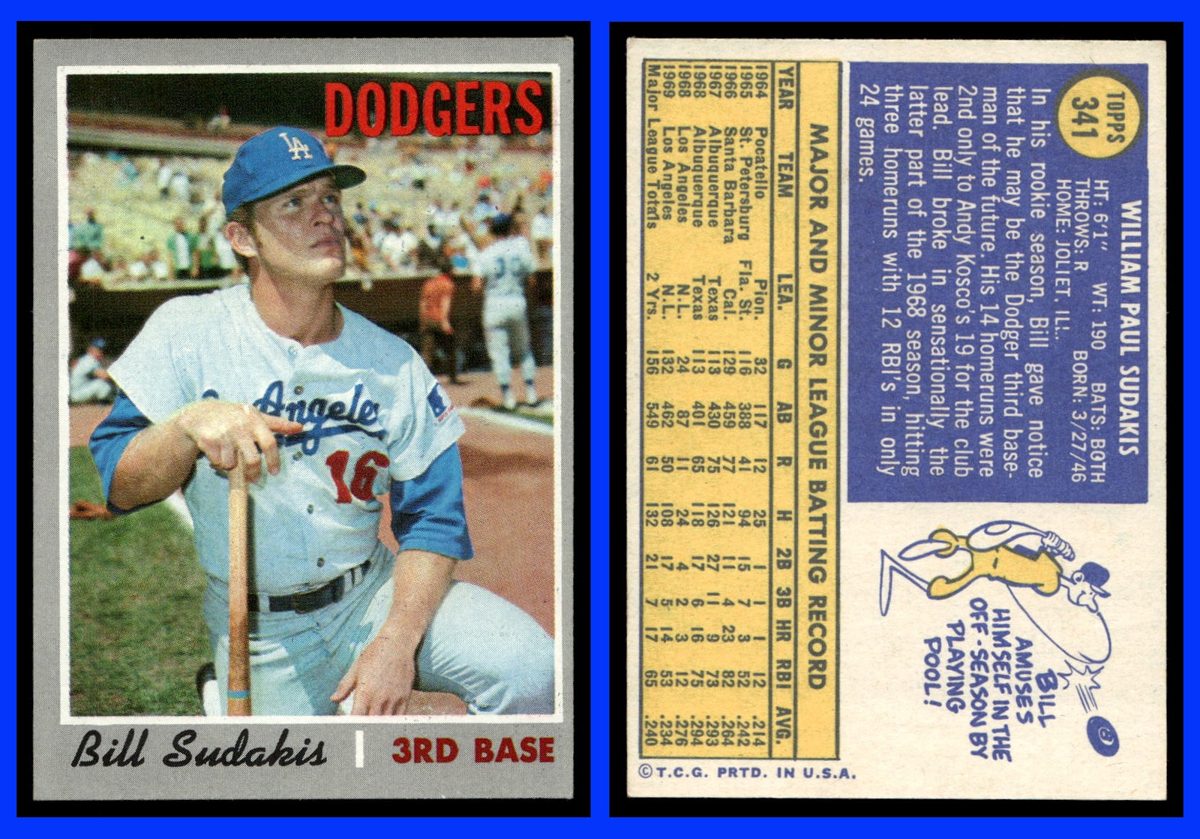 DODGERS
LA
Angeles
16
Bill Sudakis | 3RD BASE
TOPPS
341
WILLIAM PAUL SUDAKIS
HT: 6'1" WT: 190 BATS: BOTH
THROWS: R BORN: 3/27/46
HOME: JOLIET, ILL.
In his rookie season, Bill gave notice
that he may be the Dodger third base-
man of the future. His 14 homeruns were
2nd only to Andy Kosco's 19 for the club
lead. Bill broke in sensationally the
latter part of the 1968 season, hitting
three homeruns with 12 RBI's in only
24 games.
BILL
AMUSES
HIMSELF IN THE
OFF-SEASON BY
PLAYING
POOL!
8
MAJOR AND MINOR LEAGUE BATTING RECORD
YEAR TEAM LEA. G AB R H 2B 3B HR RBI AVG.
1964 Pocatello Pion. 32 117 12 25 1 1 1 12 .214
1965 St. Petersburg Fla. St. 116 388 41 94 15 7 3 52 .242
1966 Santa Barbara Cal. 129 459 77 121 11 4 23 82 .264
1967 Albuquerque Texas 113 430 75 126 27 11 9 73 .293
1968 Albuquerque Texas 113 401 65 118 18 6 16 75 .294
1968 Los Angeles N.L. 24 87 11 24 4 2 3 12 .276
1969 Los Angeles N.L. 132 462 50 108 17 5 14 53 .234
Major League Totals 2 Yrs. 156 549 61 132 21 7 17 65 .240
©T.C.G. PRTD. IN U.S.A.